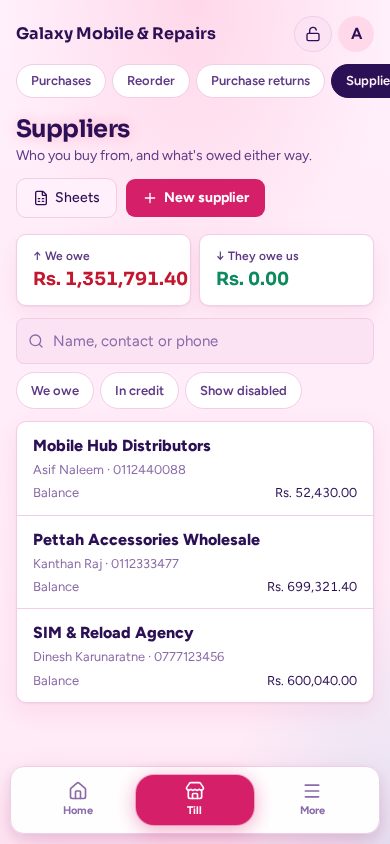 Galaxy Mobile & Repairs
A
Purchases
Reorder
Purchase returns
Supplie
Suppliers
Who you buy from, and what's owed either way.
Sheets
+ New supplier
↑ We owe
Rs. 1,351,791.40
↓ They owe us
Rs. 0.00
Name, contact or phone
We owe
In credit
Show disabled
Mobile Hub Distributors
Asif Naleem · 0112440088
Balance Rs. 52,430.00
Pettah Accessories Wholesale
Kanthan Raj · 0112333477
Balance Rs. 699,321.40
SIM & Reload Agency
Dinesh Karunaratne · 0777123456
Balance Rs. 600,040.00
Home
Till
More